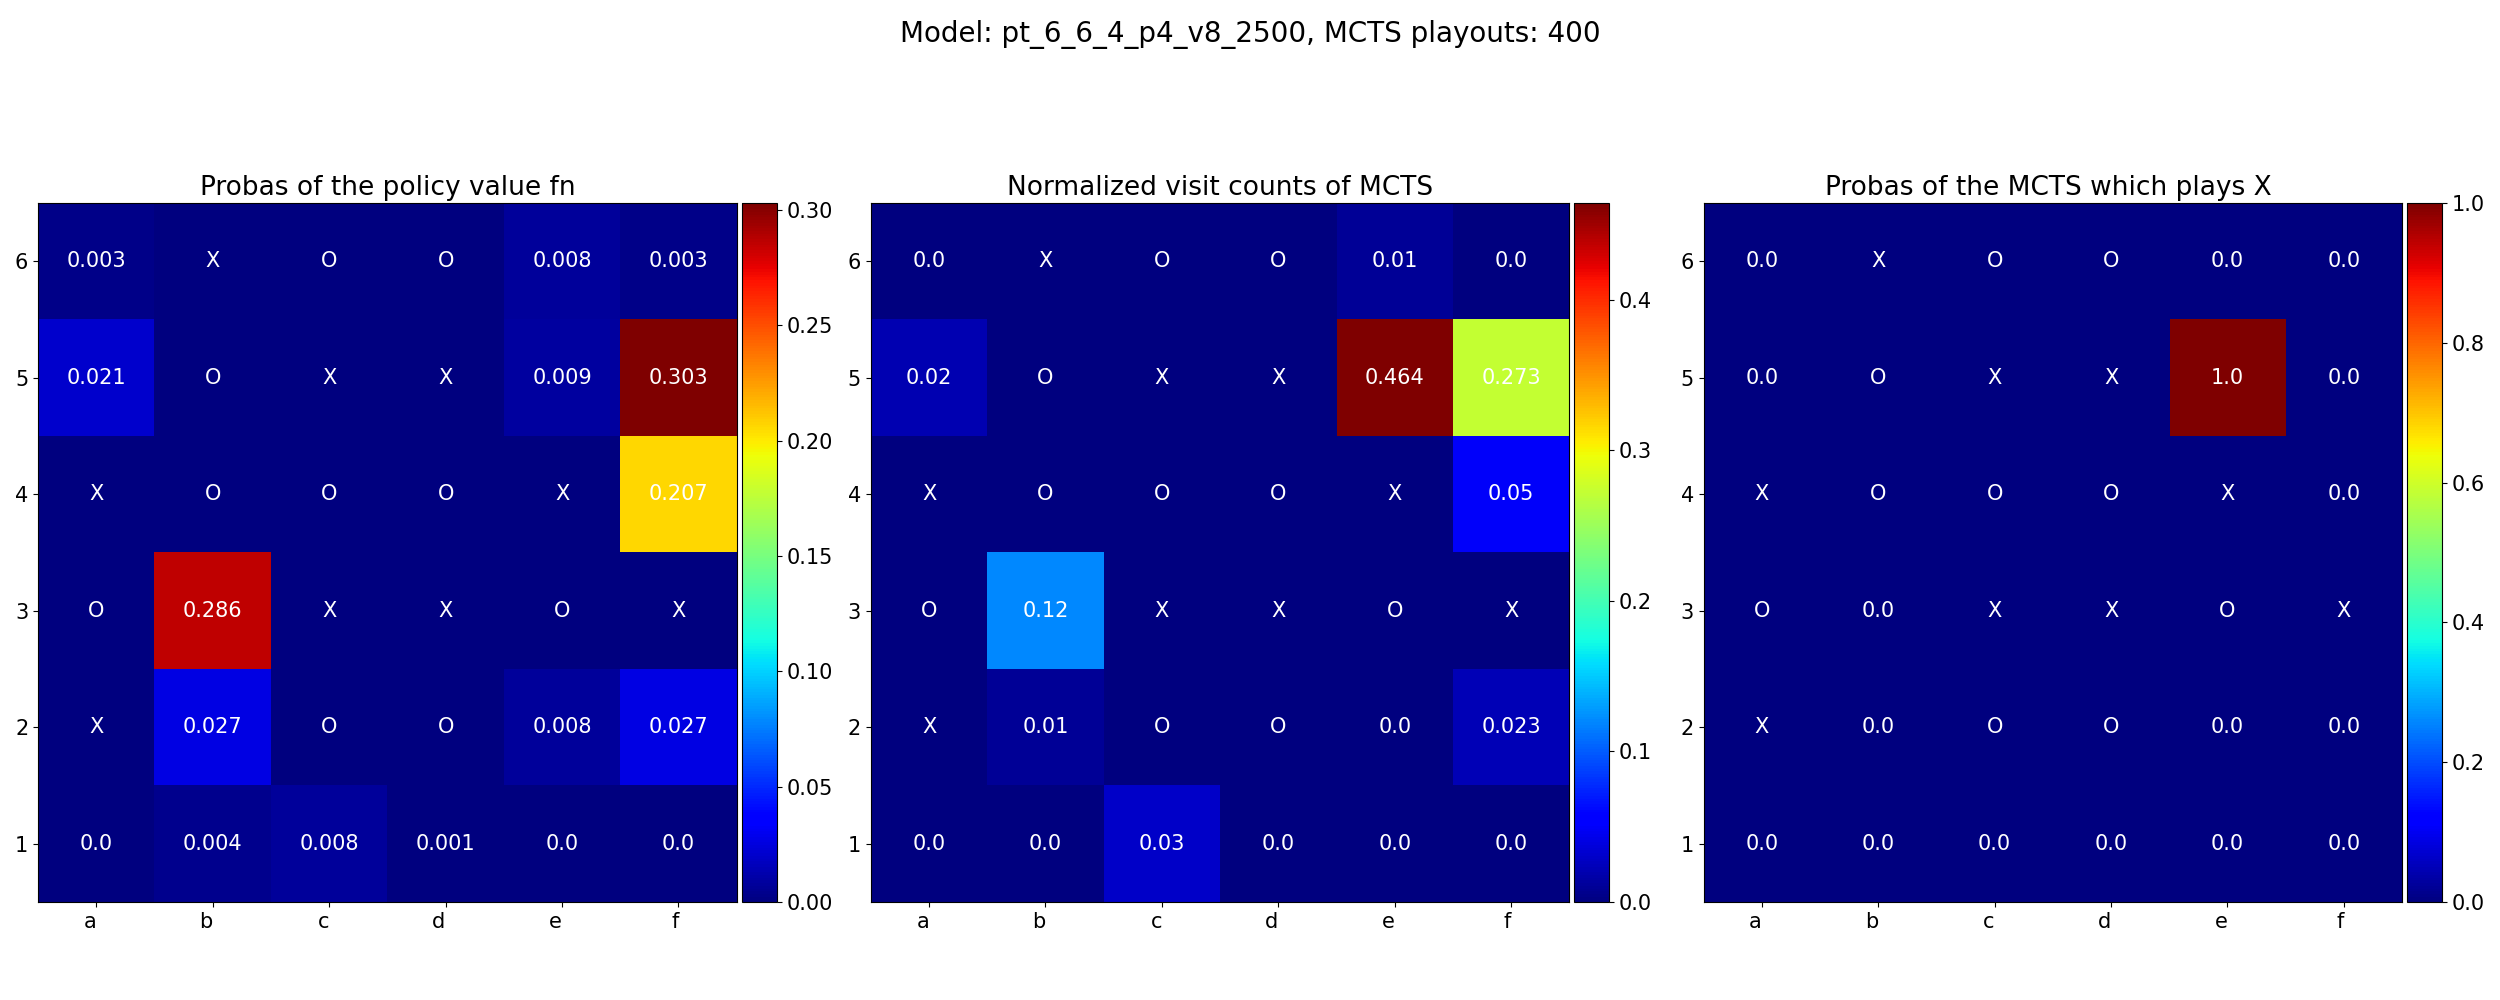 Model: pt_6_6_4_p4_v8_2500, MCTS playouts: 400
Probas of the policy value fn
6 0.003 X O O 0.008 0.003
5 0.021 O X X 0.009 0.303
4 X O O O X 0.207
3 O 0.286 X X O X
2 X 0.027 O O 0.008 0.027
1 0.0 0.004 0.008 0.001 0.0 0.0
a b c d e f
0.30
0.25
0.20
0.15
0.10
0.05
0.00
Normalized visit counts of MCTS
6 0.0 X O O 0.01 0.0
5 0.02 O X X 0.464 0.273
4 X O O O X 0.05
3 O 0.12 X X O X
2 X 0.01 O O 0.0 0.023
1 0.0 0.0 0.03 0.0 0.0 0.0
a b c d e f
0.4
0.3
0.2
0.1
0.0
Probas of the MCTS which plays X
6 0.0 X O O 0.0 0.0
5 0.0 O X X 1.0 0.0
4 X O O O X 0.0
3 O 0.0 X X O X
2 X 0.0 O O 0.0 0.0
1 0.0 0.0 0.0 0.0 0.0 0.0
a b c d e f
1.0
0.8
0.6
0.4
0.2
0.0